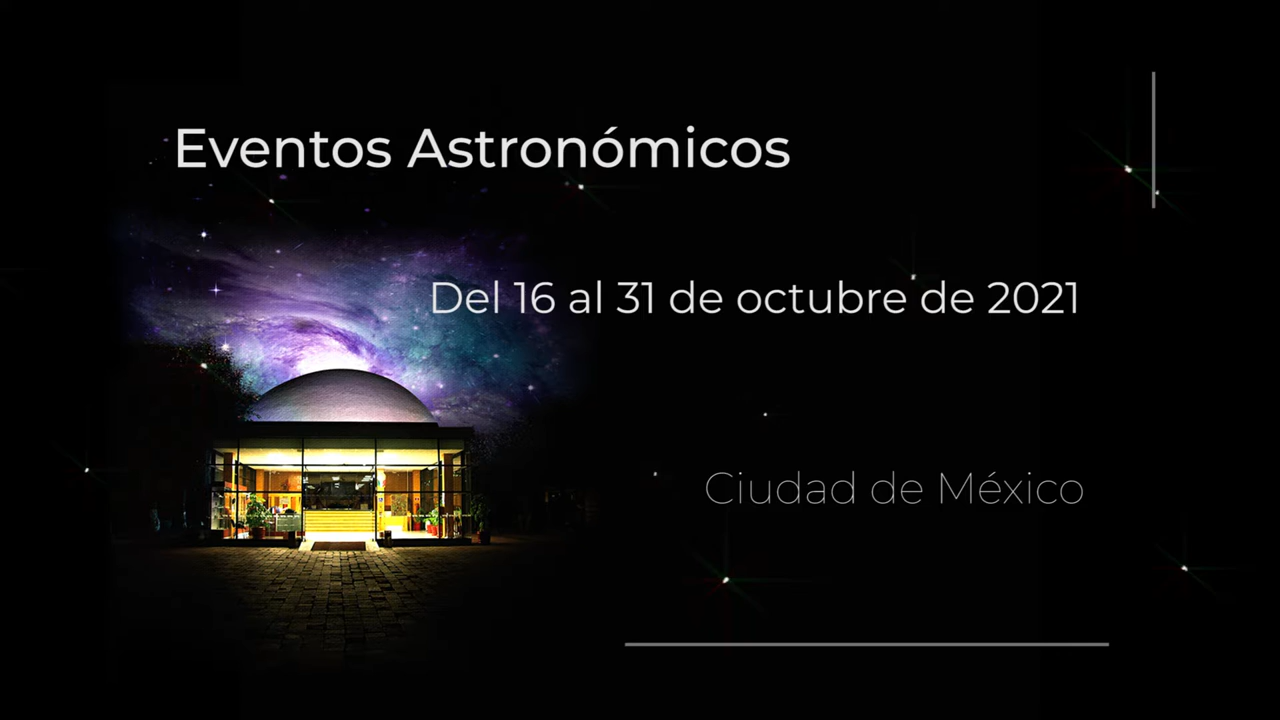 Eventos Astronómicos
Del 16 al 31 de octubre de 2021
Ciudad de México